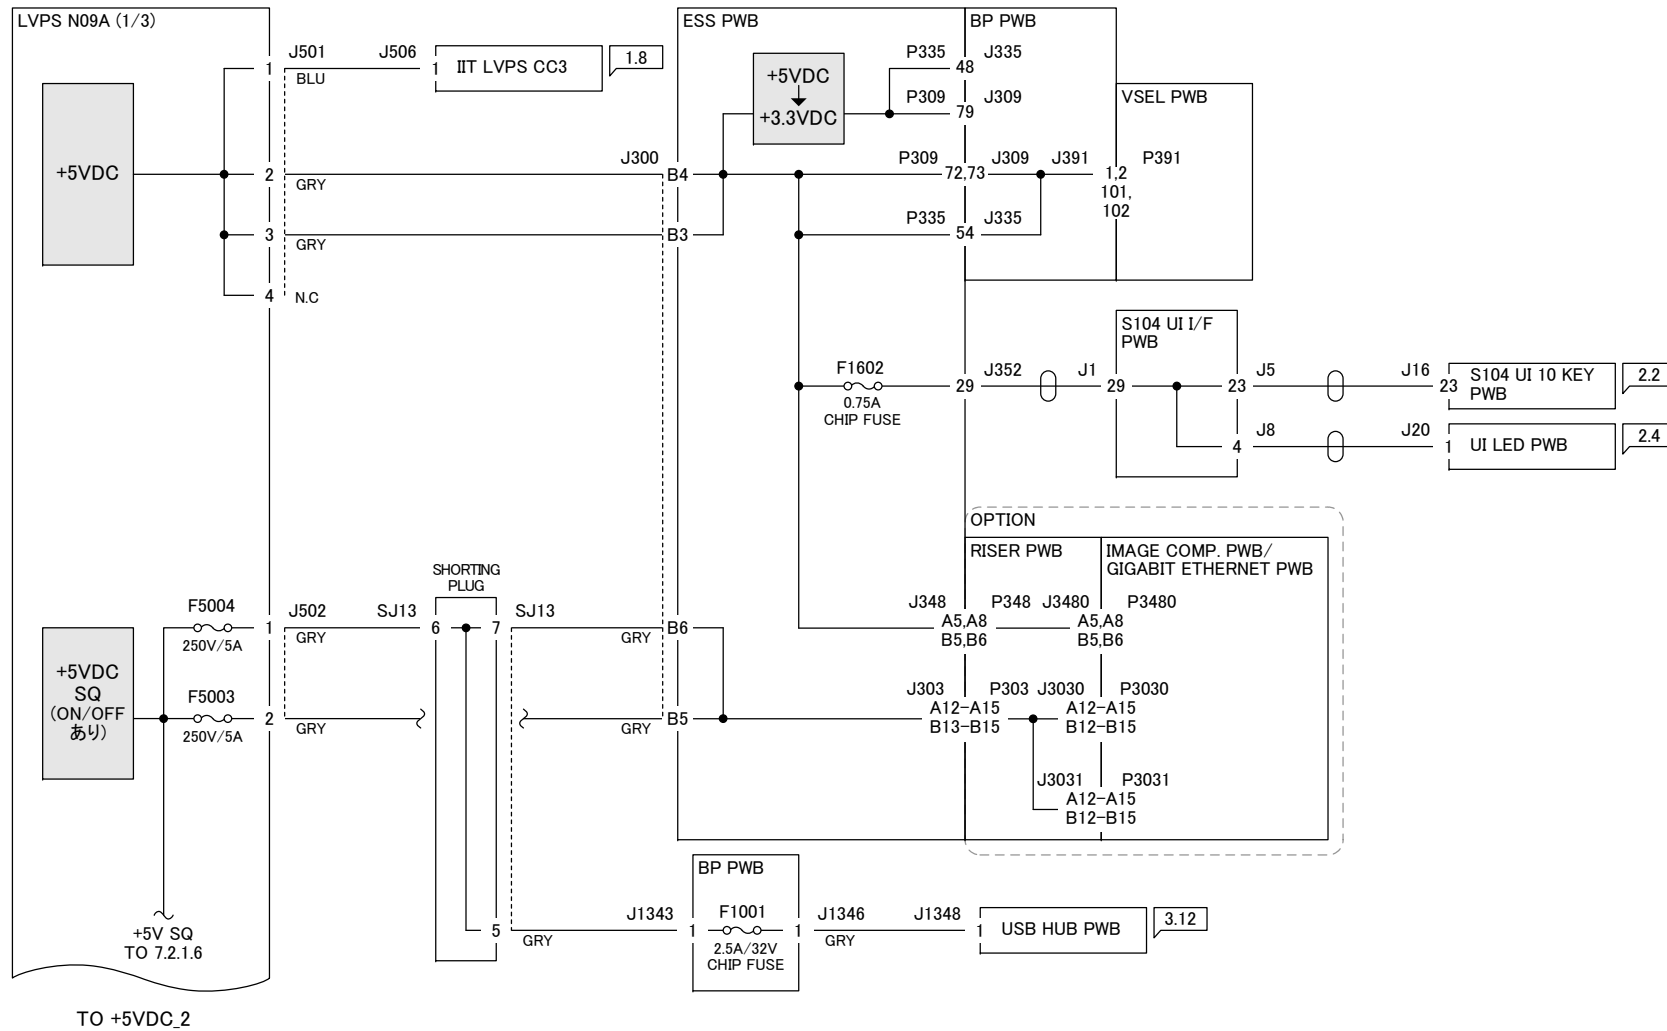 LVPS N09A (1/3)
ESS PWB
BP PWB
J501
J506
1
BLU
1
IIT LVPS CC3
1.8
+5VDC
+3.3VDC
P335
J335
48
P309
J309
79
VSEL PWB
+5VDC
2
GRY
J300
B4
P309
J309
J391
P391
72,73
1,2
101,
102
3
GRY
B3
P335
J335
54
4
N.C
S104 UI I/F
PWB
F1602
0.75A
CHIP FUSE
29
J352
J1
29
23
J5
J16
23
S104 UI 10 KEY
PWB
2.2
4
J8
J20
1
UI LED PWB
2.4
OPTION
RISER PWB
IMAGE COMP. PWB/
GIGABIT ETHERNET PWB
SHORTING
PLUG
F5004
250V/5A
1
J502
GRY
SJ13
6
7
SJ13
GRY
B6
J348
P348
J3480
P3480
A5,A8
B5,B6
A5,A8
B5,B6
+5VDC
SQ
(ON/OFF
あり)
F5003
250V/5A
2
GRY
GRY
B5
J303
P303
J3030
P3030
A12-A15
B13-B15
A12-A15
B12-B15
J3031
P3031
A12-A15
B12-B15
BP PWB
+5V SQ
TO 7.2.1.6
5
GRY
J1343
1
F1001
2.5A/32V
CHIP FUSE
1
J1346
GRY
J1348
1
USB HUB PWB
3.12
TO +5VDC_2